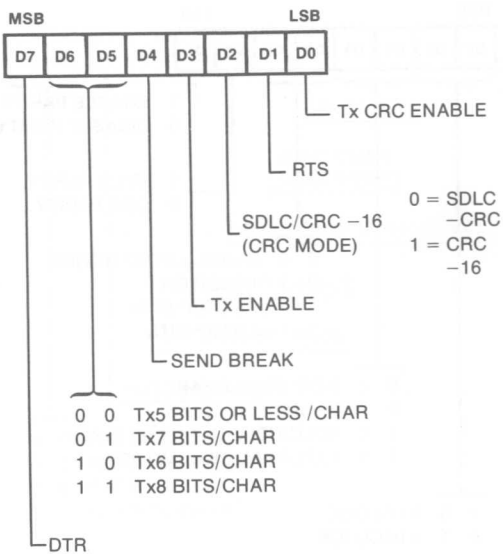 MSB LSB
D7 D6 D5 D4 D3 D2 D1 D0
Tx CRC ENABLE
RTS
SDLC/CRC −16
(CRC MODE)
0 = SDLC
−CRC
1 = CRC
−16
Tx ENABLE
SEND BREAK
0 0 Tx5 BITS OR LESS /CHAR
0 1 Tx7 BITS/CHAR
1 0 Tx6 BITS/CHAR
1 1 Tx8 BITS/CHAR
DTR